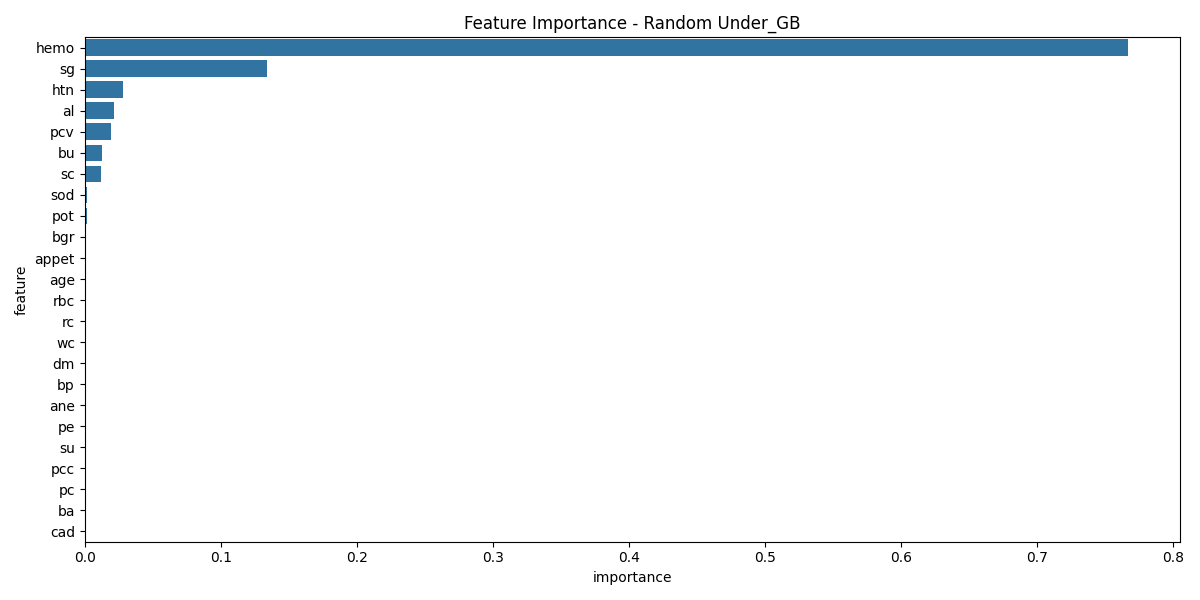 Feature Importance - Random Under_GB
hemo
sg
htn
al
pcv
bu
sc
sod
pot
bgr
appet
age
rbc
rc
wc
dm
bp
ane
pe
su
pcc
pc
ba
cad
feature
0.0 0.1 0.2 0.3 0.4 0.5 0.6 0.7 0.8
importance